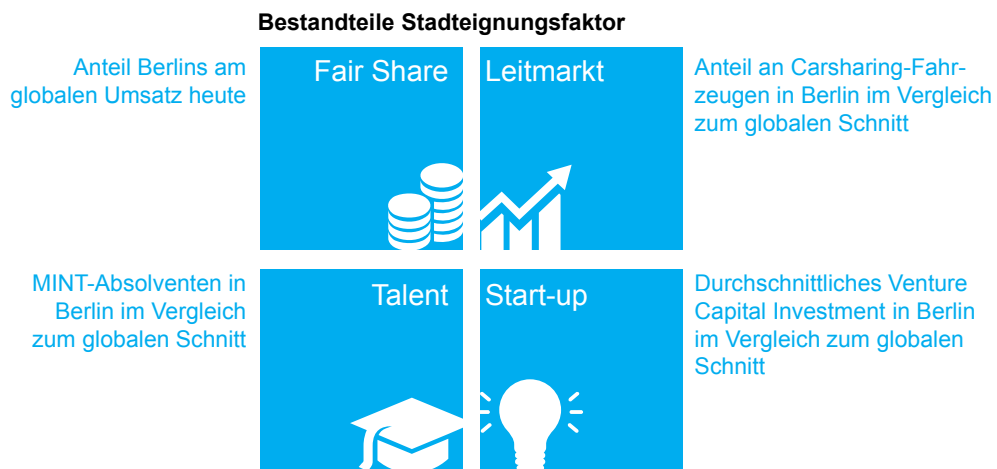 Bestandteile Stadteignungsfaktor
Anteil Berlins am
globalen Umsatz heute
Fair Share
Leitmarkt
Anteil an Carsharing-Fahr-
zeugen in Berlin im Vergleich
zum globalen Schnitt
MINT-Absolventen in
Berlin im Vergleich
zum globalen Schnitt
Talent
Start-up
Durchschnittliches Venture
Capital Investment in Berlin
im Vergleich zum globalen
Schnitt